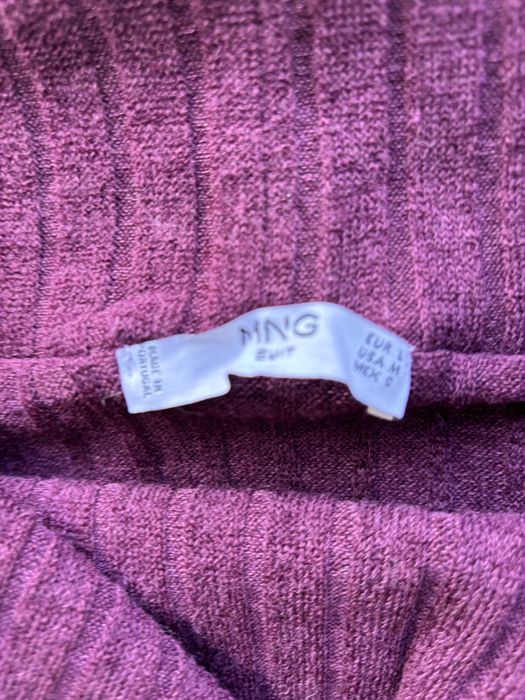 MADE IN
PORTUGAL
MNG
SUIT
EUR L
USA M
MEX G